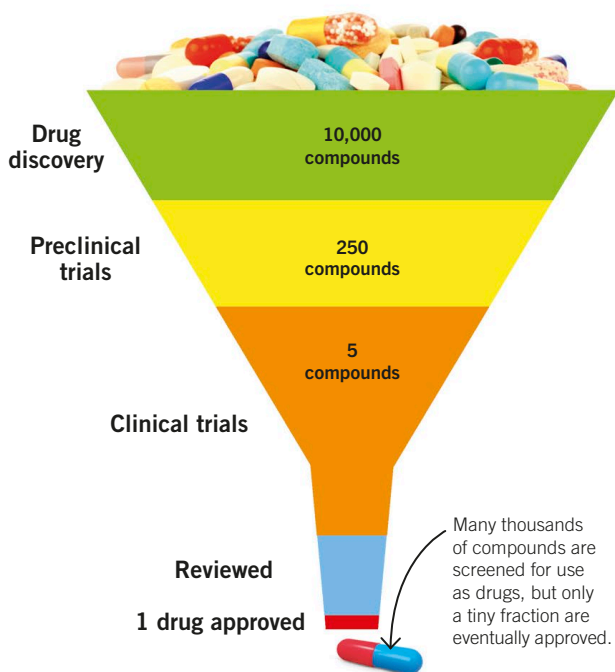 Drug
discovery
10,000
compounds
Preclinical
trials
250
compounds
5
compounds
Clinical trials
Many thousands
of compounds are
screened for use
as drugs, but only
a tiny fraction are
eventually approved.
Reviewed
1 drug approved